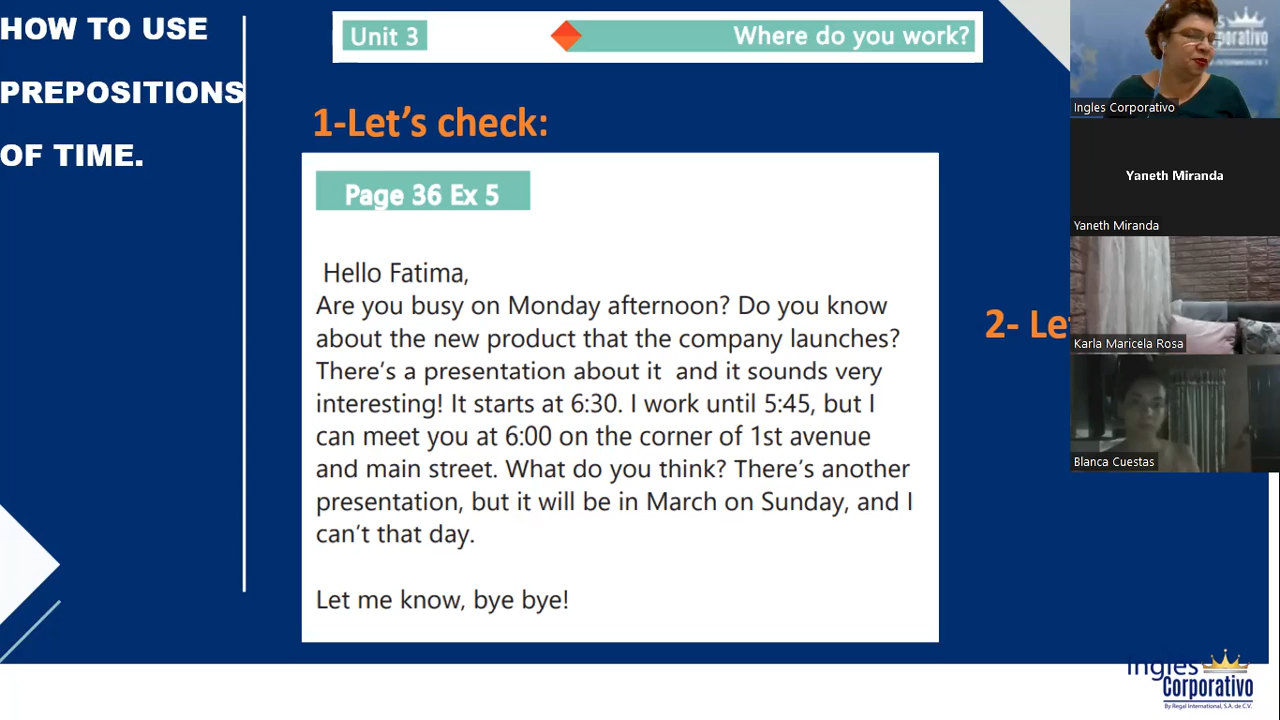 HOW TO USE
PREPOSITIONS
OF TIME.
Unit 3
Where do you work?
1-Let's check:
Page 36 Ex 5
Hello Fatima,
Are you busy on Monday afternoon? Do you know
about the new product that the company launches?
There's a presentation about it and it sounds very
interesting! It starts at 6:30. I work until 5:45, but I
can meet you at 6:00 on the corner of 1st avenue
and main street. What do you think? There's another
presentation, but it will be in March on Sunday, and I
can't that day.
Let me know, bye bye!
2- Le
Corporativo
Ingles Corporativo
Yaneth Miranda
Yaneth Miranda
Karla Maricela Rosa
Blanca Cuestas
Ingles
Corporativo
By Regal International, S.A. de C.V.